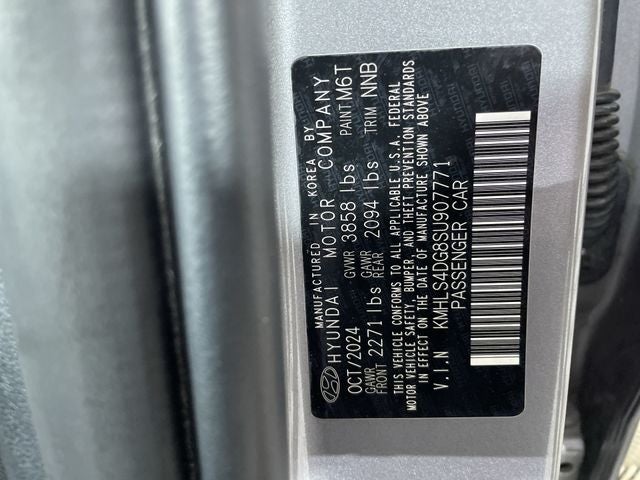 MANUFACTURED IN KOREA BY
HYUNDAI MOTOR COMPANY
OCT/2024 GVWR 3858 lbs PAINT M6T
GAWR FRONT 2271 lbs GAWR REAR 2094 lbs TRIM NNB
THIS VEHICLE CONFORMS TO ALL APPLICABLE U.S.A. FEDERAL
MOTOR VEHICLE SAFETY, BUMPER, AND THEFT PREVENTION STANDARDS
IN EFFECT ON THE DATE OF MANUFACTURE SHOWN ABOVE
V.I.N KMHLS4DG8SU907771
PASSENGER CAR